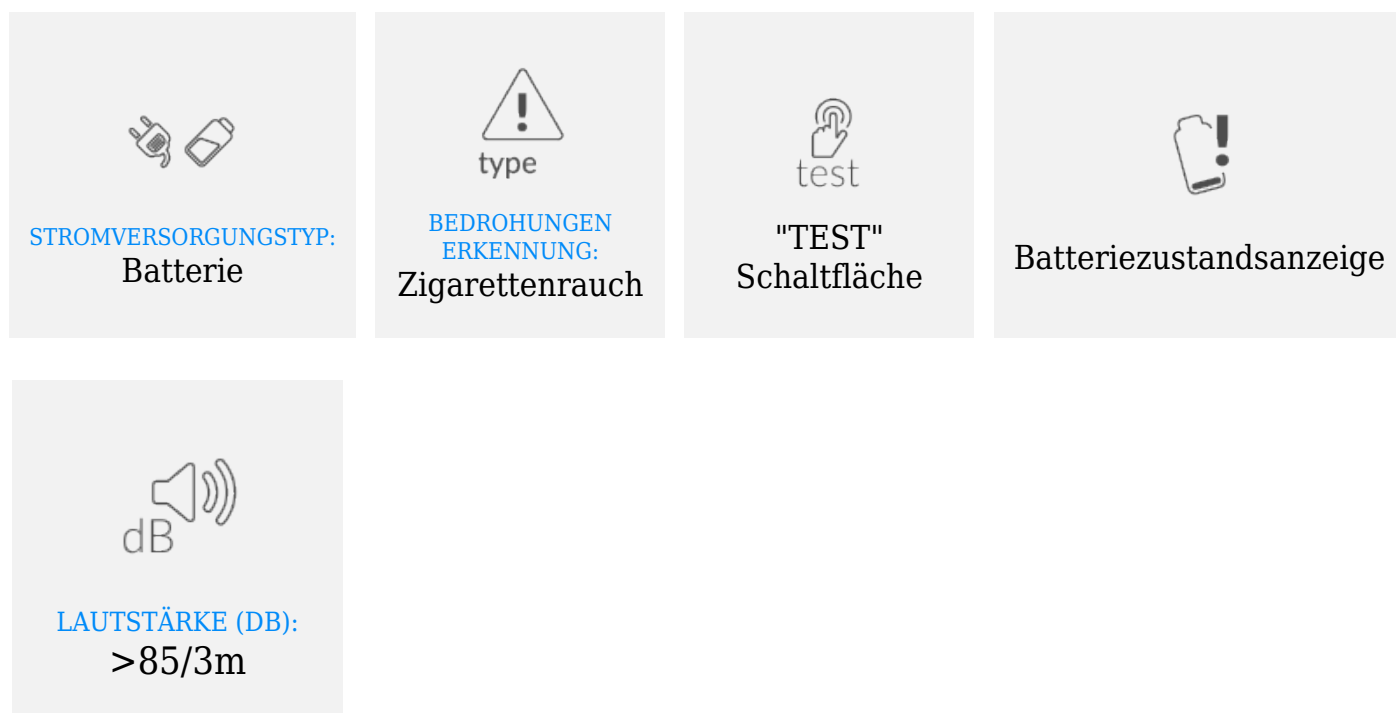 STROMVERSORGUNGSTYP:
Batterie
type
BEDROHUNGEN
ERKENNUNG:
Zigarettenrauch
test
"TEST"
Schaltfläche
Batteriezustandsanzeige
dB
LAUTSTÄRKE (DB):
>85/3m